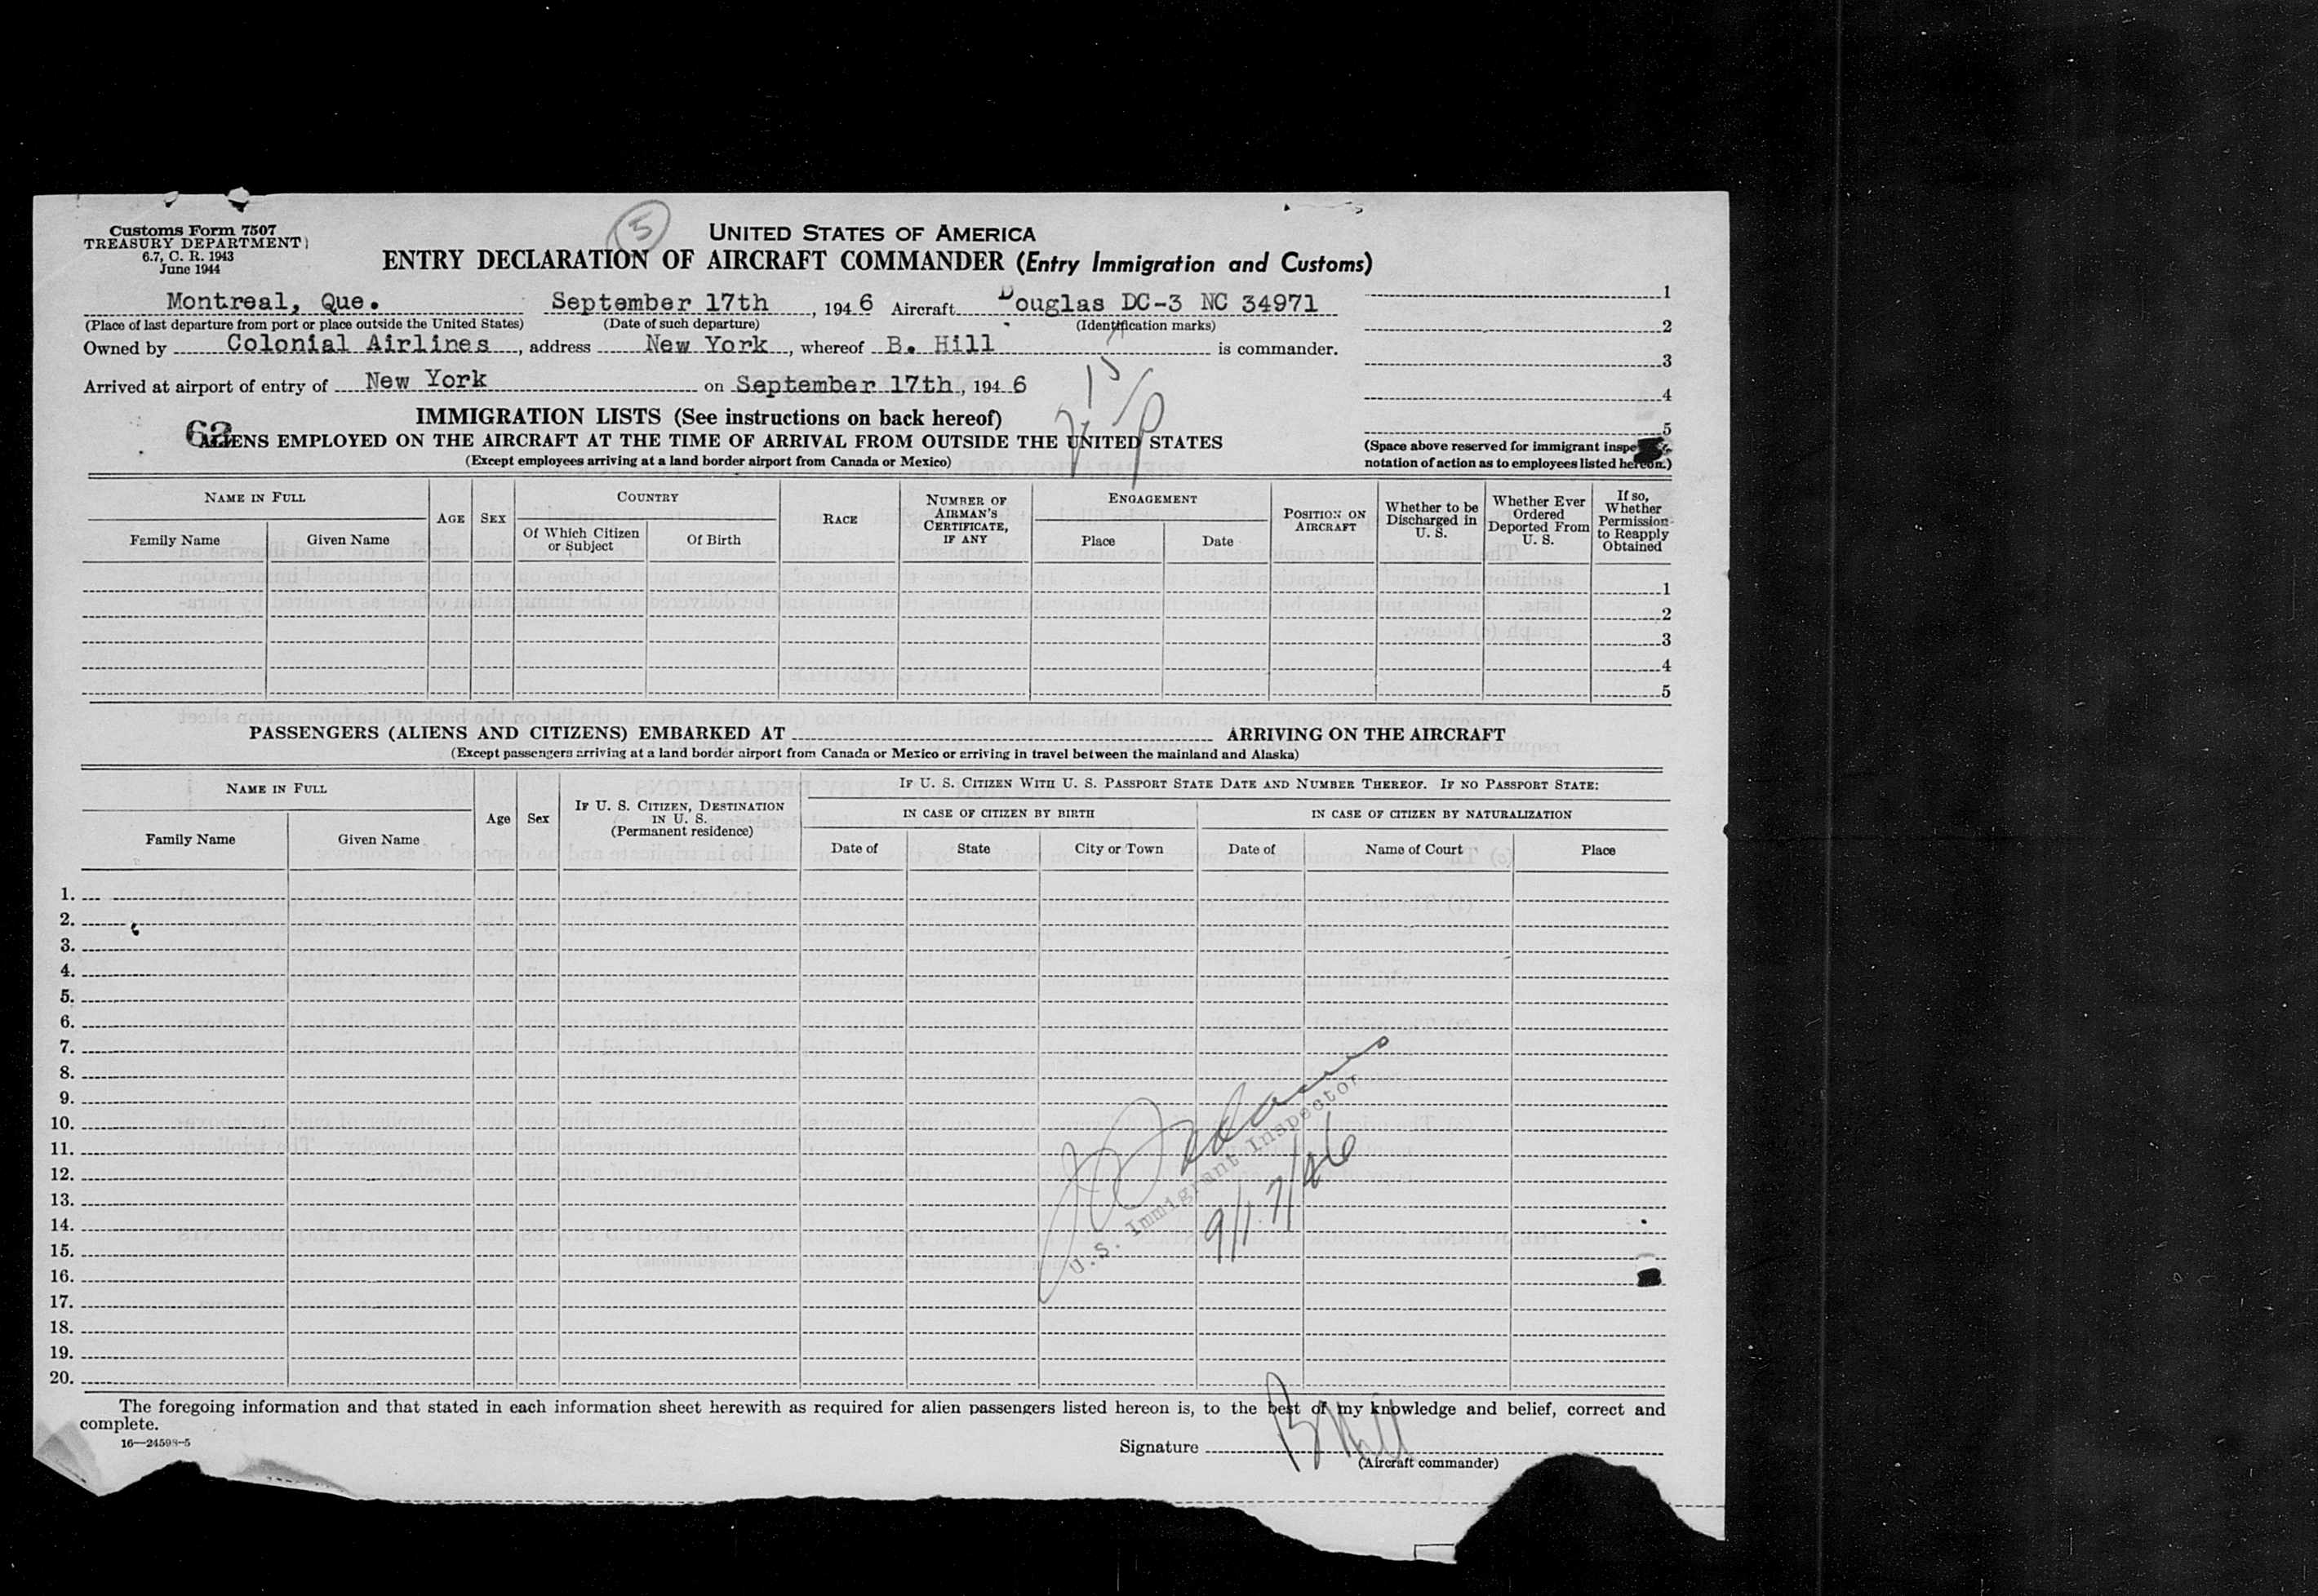 Customs Form 7507
TREASURY DEPARTMENT
6.7, C. R. 1943
June 1944
5
UNITED STATES OF AMERICA
ENTRY DECLARATION OF AIRCRAFT COMMANDER (Entry Immigration and Customs)
Montreal, Que. September 17th, 1946 Aircraft Douglas DC-3 NC 34971
(Place of last departure from port or place outside the United States) (Date of such departure) (Identification marks)
Owned by Colonial Airlines, address New York, whereof B. Hill is commander.
Arrived at airport of entry of New York on September 17th, 1946
1
2
3
4
5
(Space above reserved for immigrant
notation of action as to employees listed hereon.)
IMMIGRATION LISTS (See instructions on back hereof)
62
ALIENS EMPLOYED ON THE AIRCRAFT AT THE TIME OF ARRIVAL FROM OUTSIDE THE UNITED STATES
(Except employees arriving at a land border airport from Canada or Mexico)
NAME IN FULL
Family Name
Given Name
AGE
SEX
COUNTRY
Of Which Citizen or Subject
Of Birth
RACE
NUMBER OF AIRMAN'S CERTIFICATE, IF ANY
ENGAGEMENT
Place
Date
POSITION ON AIRCRAFT
Whether to be Discharged in U. S.
Whether Ever Ordered Deported From U. S.
If so, Whether Permission to Reapply Obtained
1
2
3
4
5
PASSENGERS (ALIENS AND CITIZENS) EMBARKED AT ARRIVING ON THE AIRCRAFT
(Except passengers arriving at a land border airport from Canada or Mexico or arriving in travel between the mainland and Alaska)
NAME IN FULL
Family Name
Given Name
Age
Sex
IF U. S. CITIZEN, DESTINATION IN U. S. (Permanent residence)
IF U. S. CITIZEN WITH U. S. PASSPORT STATE DATE AND NUMBER THEREOF. IF NO PASSPORT STATE:
IN CASE OF CITIZEN BY BIRTH
Date of
State
City or Town
IN CASE OF CITIZEN BY NATURALIZATION
Date of
Name of Court
Place
1.
2.
3.
4.
5.
6.
7.
8.
9.
10.
11.
12.
13.
14.
15.
16.
17.
18.
19.
20.
U.S. Immigrant Inspector
9/17/46
The foregoing information and that stated in each information sheet herewith as required for alien passengers listed hereon is, to the best of my knowledge and belief, correct and
complete.
16—24598-5
Signature B Hill
(Aircraft commander)